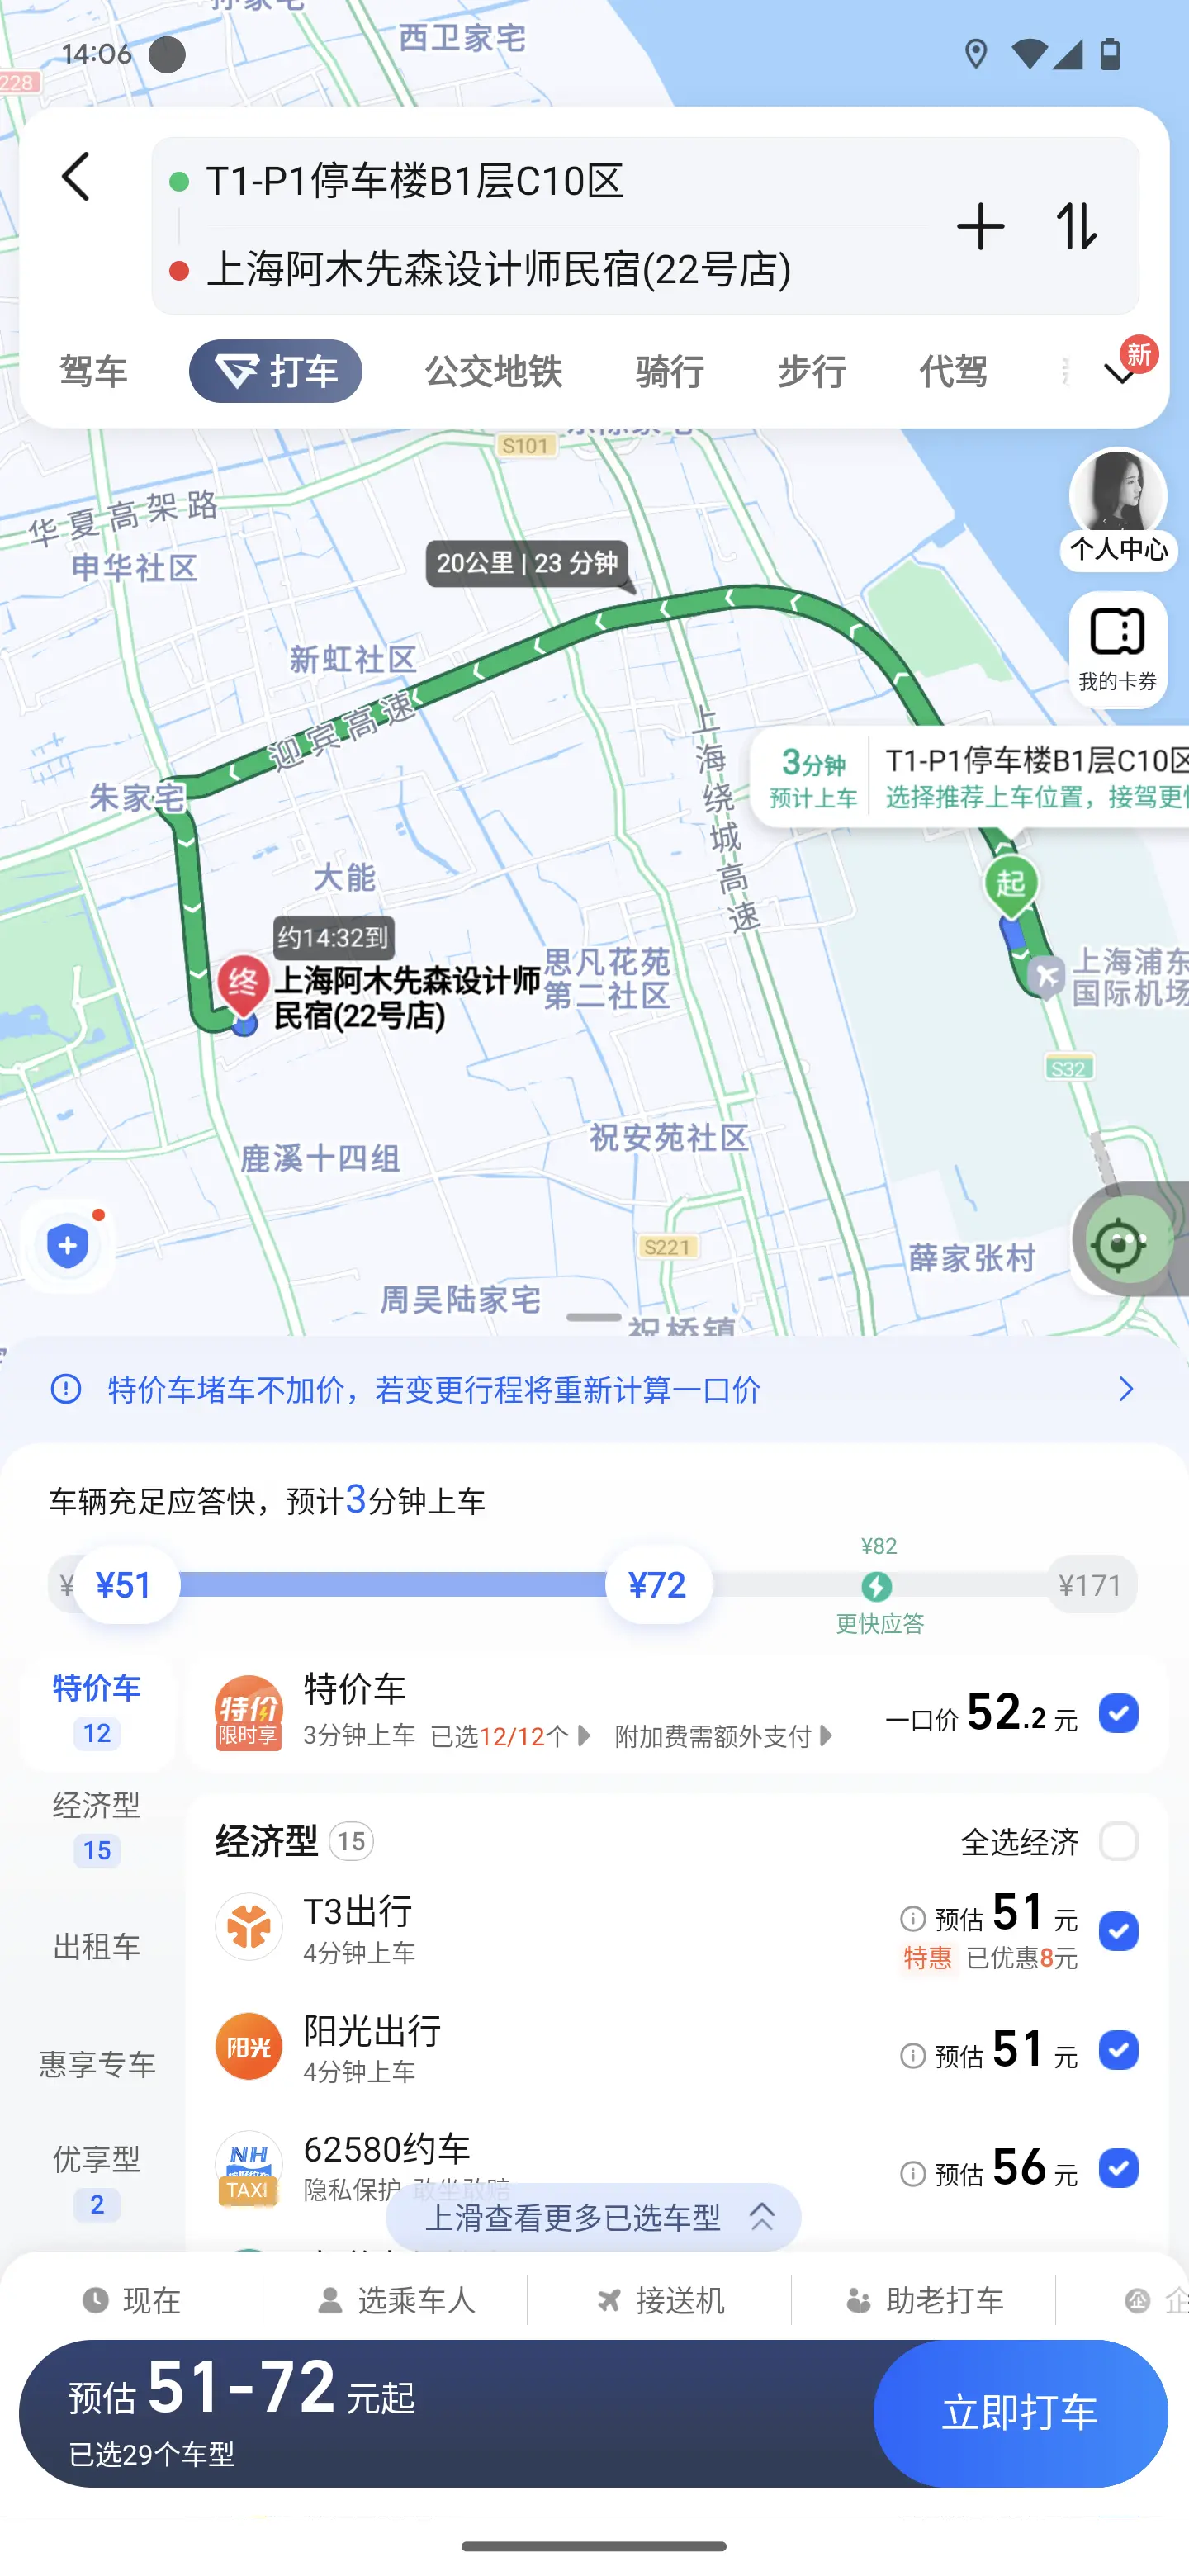 西卫家宅
14:06
228
T1-P1停车楼B1层C10区
上海阿木先森设计师民宿(22号店)
驾车
打车
公交地铁
骑行
步行
代驾
新
S101
华夏高架路
申华社区
个人中心
20公里 | 23 分钟
新虹社区
我的卡券
迎宾高速
上海绕城高速
3分钟
预计上车
T1-P1停车楼B1层C10区
选择推荐上车位置，接驾更
朱家宅
大能
起
约14:32到
终
上海阿木先森设计师
民宿(22号店)
思凡花苑
第二社区
上海浦东
国际机场
S32
祝安苑社区
鹿溪十四组
S221
薛家张村
周吴陆家宅
祝桥镇
特价车堵车不加价，若变更行程将重新计算一口价
车辆充足应答快，预计3分钟上车
¥82
¥
¥51
¥72
¥171
更快应答
特价车
12
经济型
15
出租车
惠享专车
优享型
2
特价
限时享
特价车
3分钟上车 已选12/12个 附加费需额外支付
一口价 52.2 元
经济型 15
全选经济
T3出行
4分钟上车
预估 51 元
特惠 已优惠8元
阳光
阳光出行
4分钟上车
预估 51 元
NH
TAXI
62580约车
隐私保护 敢坐敢赔
预估 56 元
上滑查看更多已选车型
现在
选乘车人
接送机
助老打车
企
预估 51-72 元起
已选29个车型
立即打车